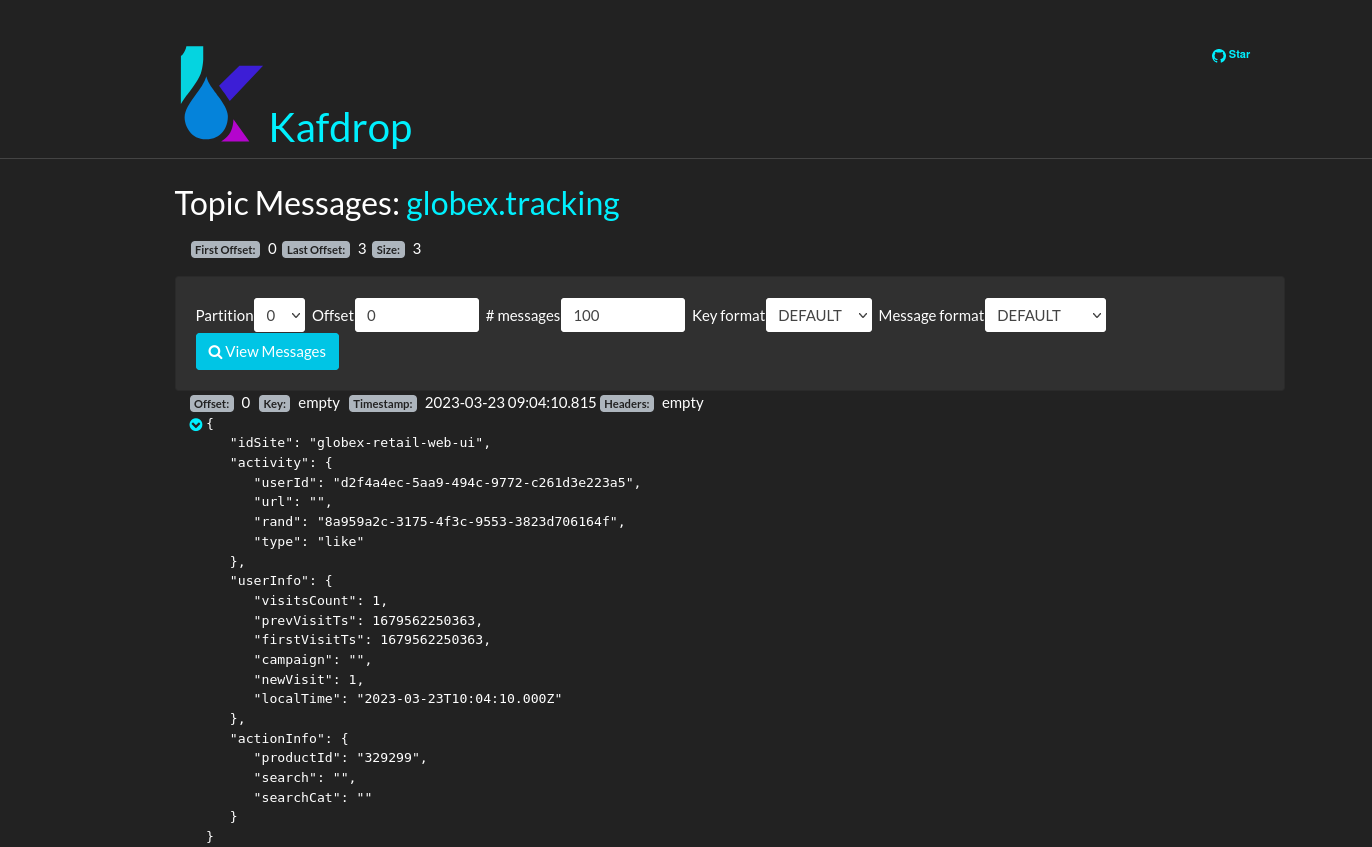 Star
Kafdrop
Topic Messages: globex.tracking
First Offset: 0 Last Offset: 3 Size: 3
Partition 0 Offset 0 # messages 100 Key format DEFAULT Message format DEFAULT
View Messages
Offset: 0 Key: empty Timestamp: 2023-03-23 09:04:10.815 Headers: empty
{
"idSite": "globex-retail-web-ui",
"activity": {
"userId": "d2f4a4ec-5aa9-494c-9772-c261d3e223a5",
"url": "",
"rand": "8a959a2c-3175-4f3c-9553-3823d706164f",
"type": "like"
},
"userInfo": {
"visitsCount": 1,
"prevVisitTs": 1679562250363,
"firstVisitTs": 1679562250363,
"campaign": "",
"newVisit": 1,
"localTime": "2023-03-23T10:04:10.000Z"
},
"actionInfo": {
"productId": "329299",
"search": "",
"searchCat": ""
}
}